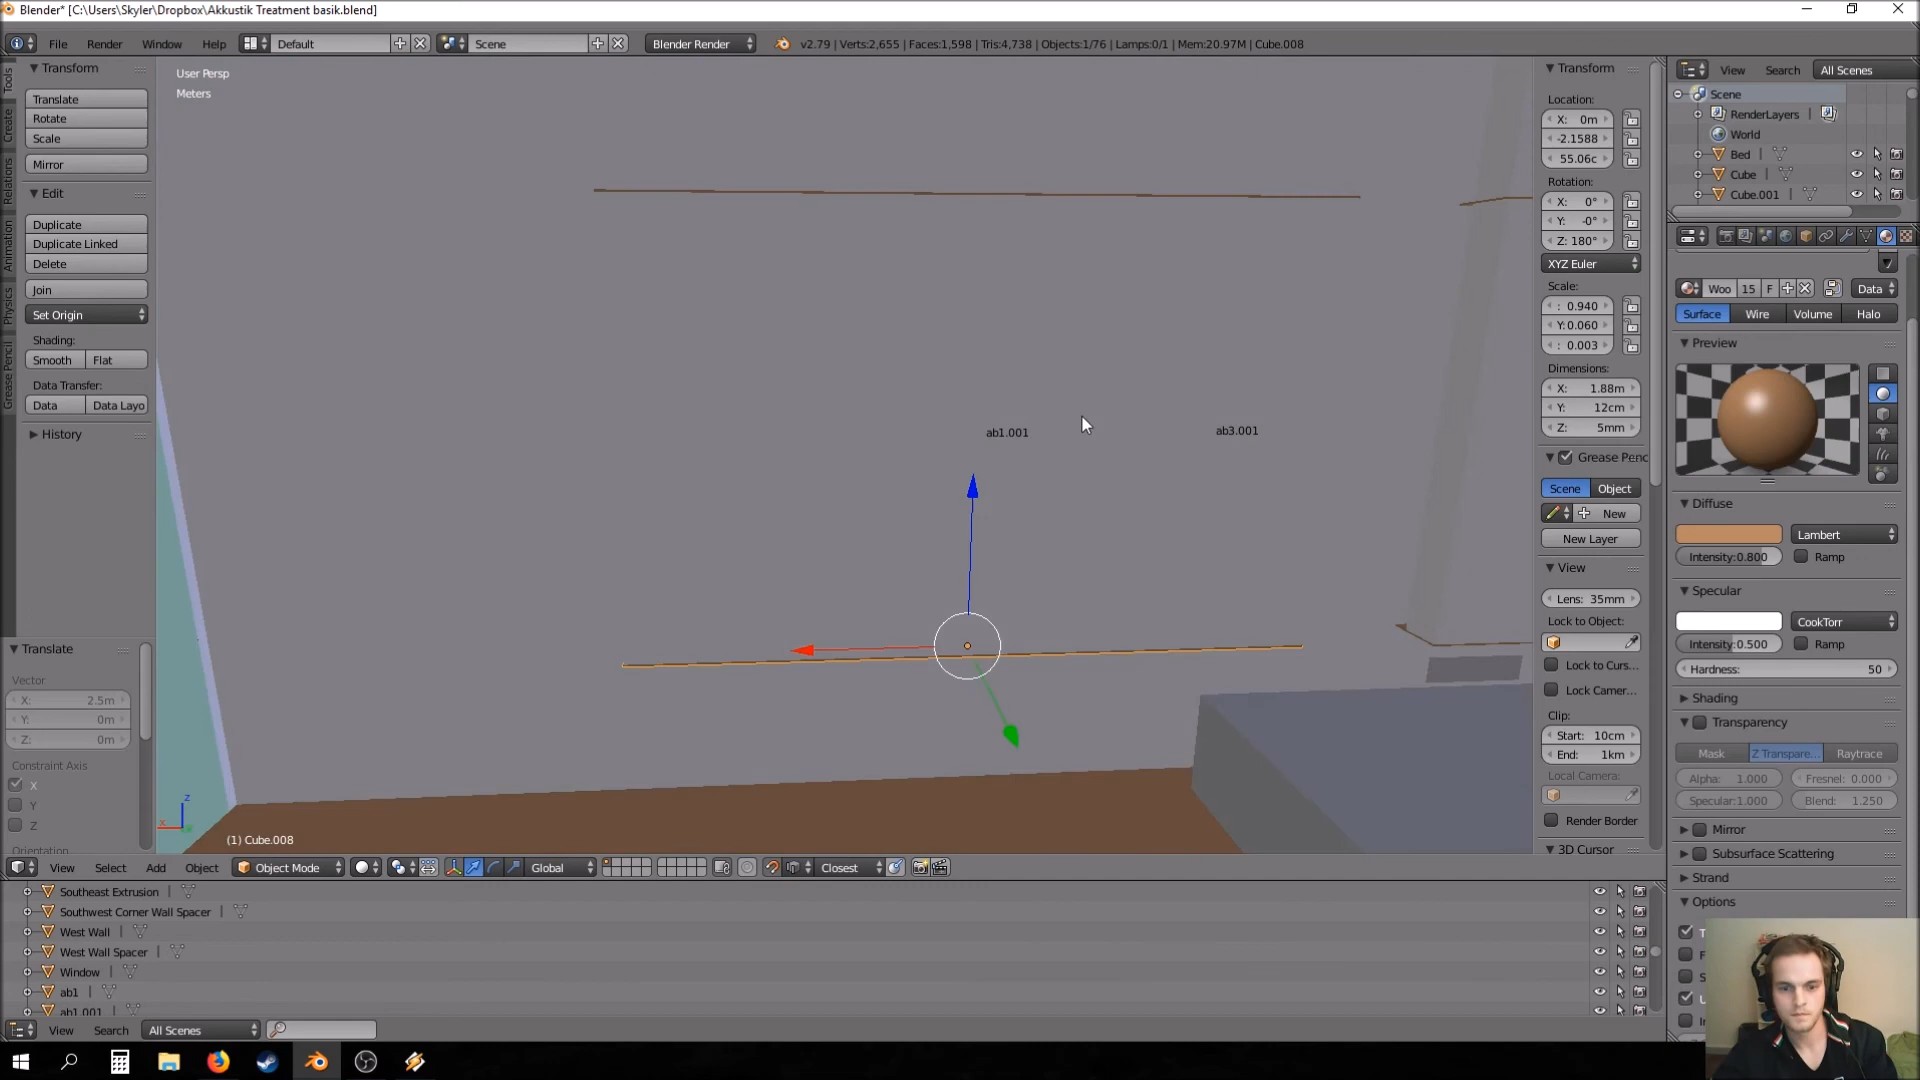 Blender* [C:\Users\Skyler\Dropbox\Akkustik Treatment basik.blend]
File Render Window Help Default Scene Blender Render v2.79 | Verts:2,655 | Faces:1,598 | Tris:4,738 | Objects:1/76 | Lamps:0/1 | Mem:20.97M | Cube.008
Tools
Create
Relations
Animation
Physics
Grease Pencil
Transform
Translate
Rotate
Scale
Mirror
Edit
Duplicate
Duplicate Linked
Delete
Join
Set Origin
Shading:
Smooth Flat
Data Transfer:
Data Data Layo
History
Translate
Vector
X: 2.5m
Y: 0m
Z: 0m
Constraint Axis
X
Y
Z
Orientation
User Persp
Meters
ab1.001
ab3.001
z
x
(1) Cube.008
Transform
Location:
X: 0m
-2.1588
55.06c
Rotation:
X: 0°
Y: -0°
Z: 180°
XYZ Euler
Scale:
: 0.940
Y:0.060
: 0.003
Dimensions:
X: 1.88m
Y: 12cm
Z: 5mm
Grease Penc
Scene Object
New
New Layer
View
Lens: 35mm
Lock to Object:
Lock to Curs...
Lock Camer...
Clip:
Start: 10cm
End: 1km
Local Camera:
Render Border
3D Cursor
View Search All Scenes
Scene
RenderLayers
World
Bed
Cube
Cube.001
Woo 15 F Data
Surface Wire Volume Halo
Preview
Diffuse
Lambert
Intensity:0.800 Ramp
Specular
CookTorr
Intensity:0.500 Ramp
Hardness: 50
Shading
Transparency
Mask Z Transpare... Raytrace
Alpha: 1.000 Fresnel: 0.000
Specular:1.000 Blend: 1.250
Mirror
Subsurface Scattering
Strand
Options
View Select Add Object Object Mode Global Closest
Southeast Extrusion
Southwest Corner Wall Spacer
West Wall
West Wall Spacer
Window
ab1
ab1.001
View Search All Scenes